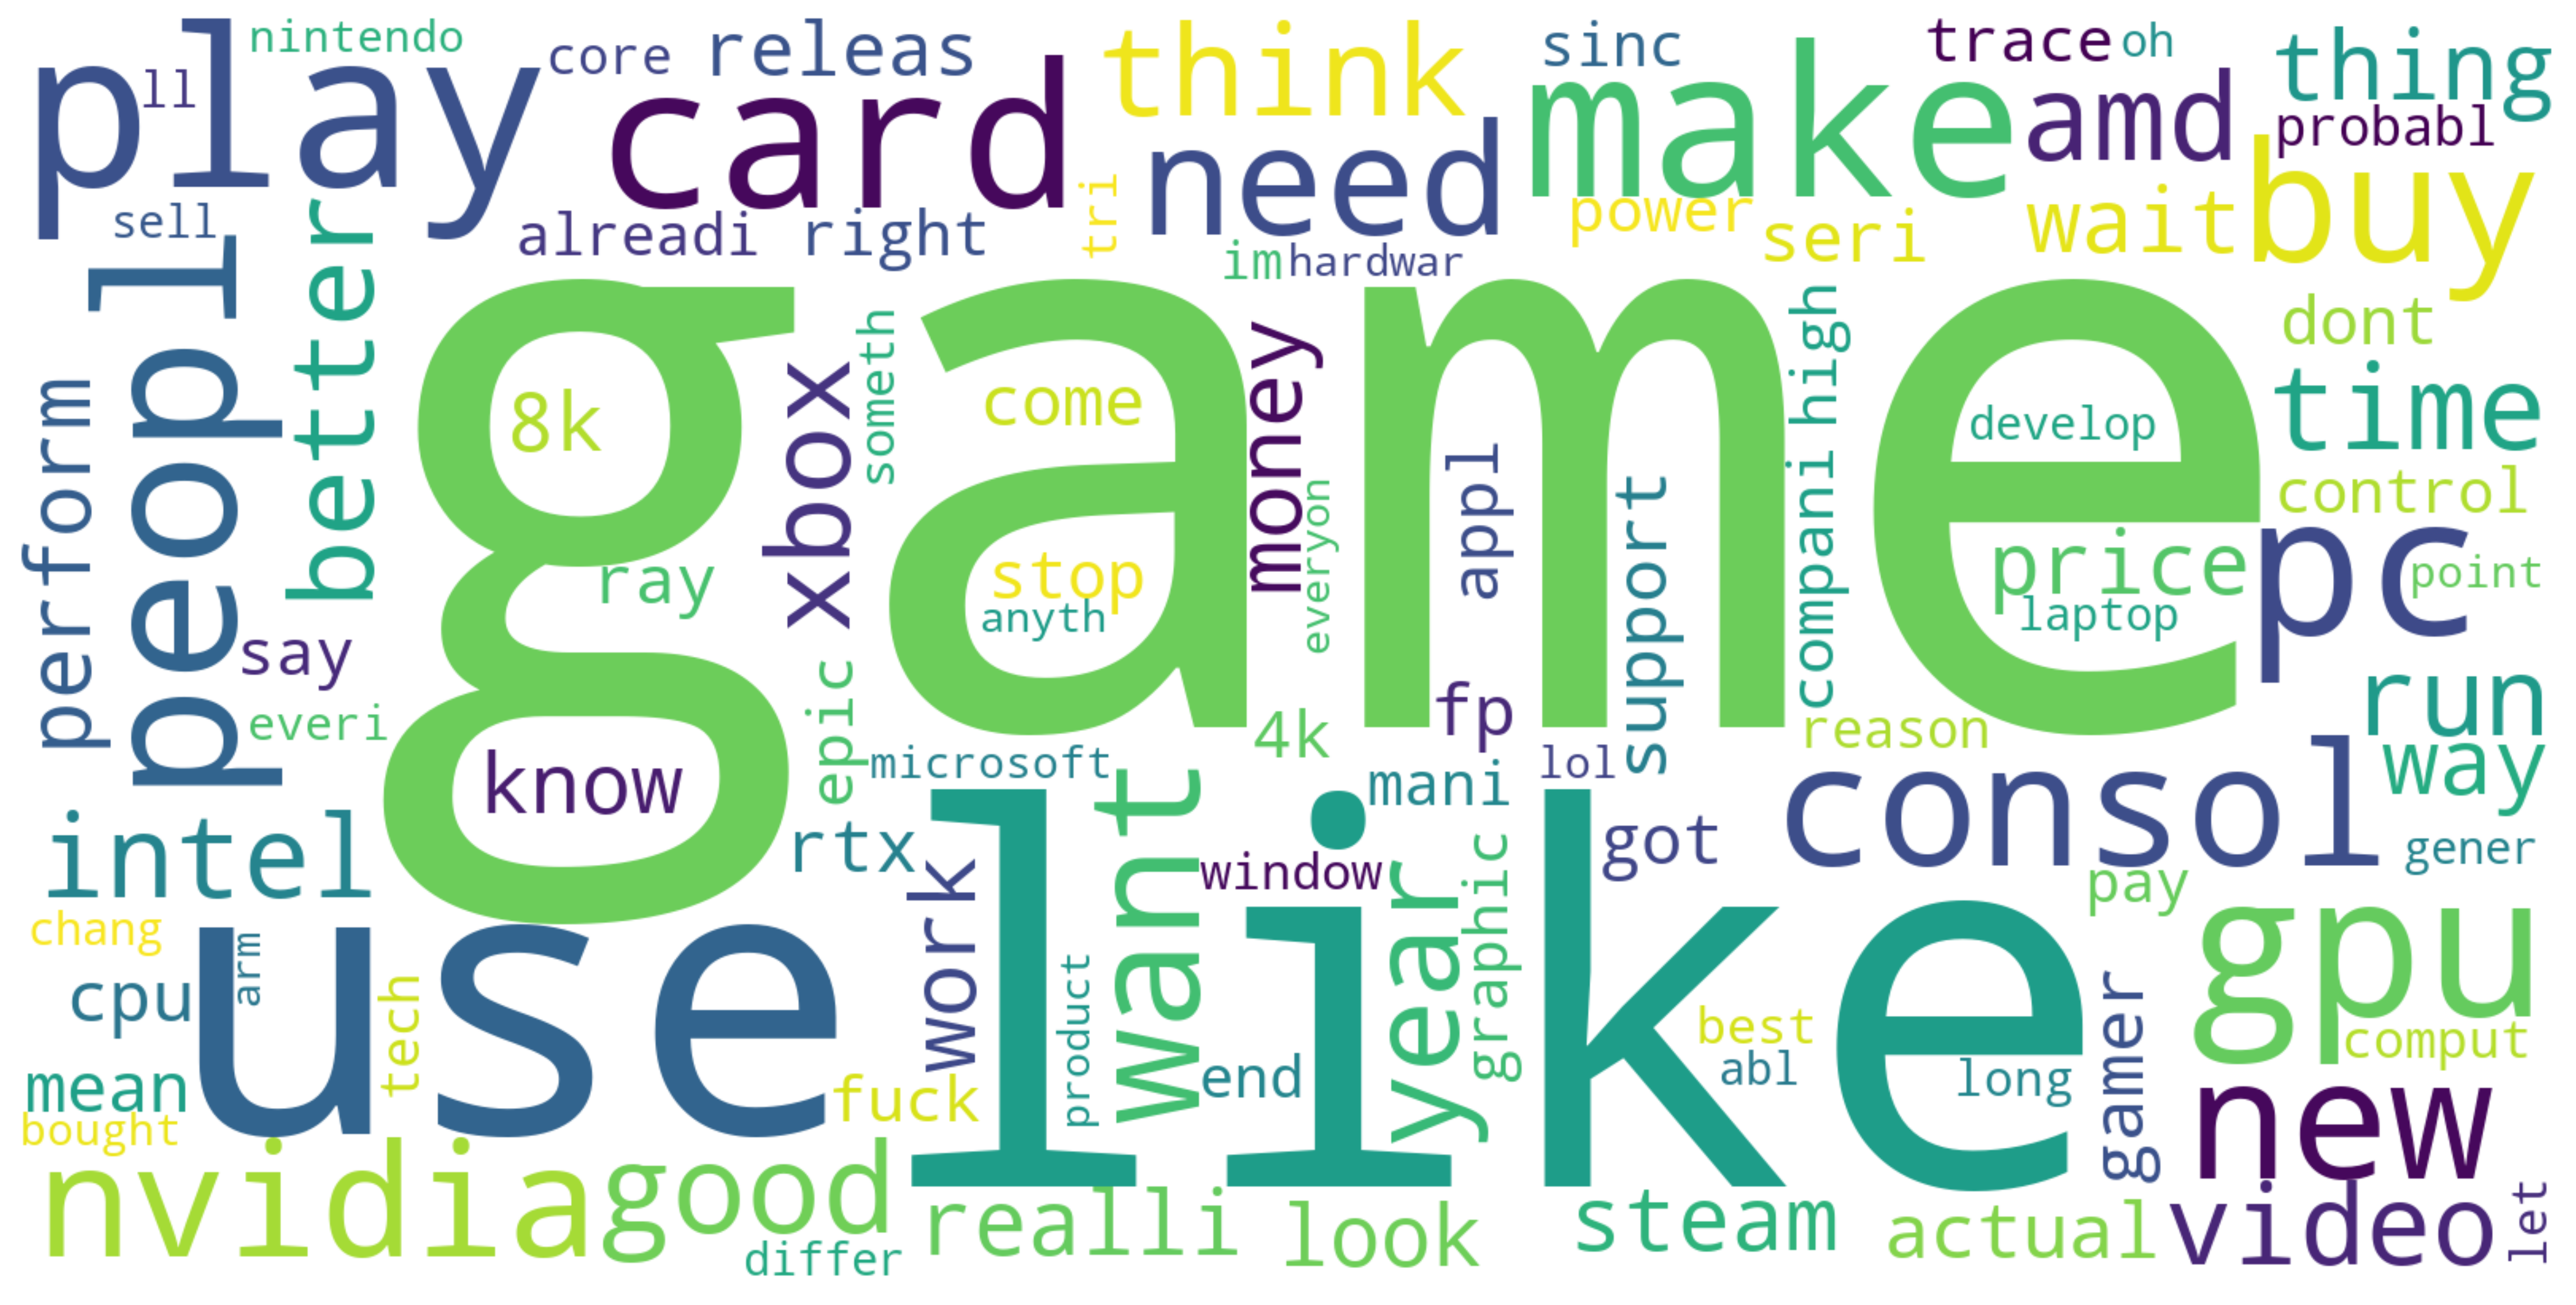 nintendo
core
releas
think
sinc
trace
oh
thing
play
ll
card
need
make
amd
probabl
buy
sell
alreadi
right
tri
im
hardwar
power
seri
wait
peopl
better
game
dont
perform
8k
xbox
someth
come
money
everyon
appl
support
compani
high
develop
time
control
ray
stop
anyth
price
laptop
pc
point
say
everi
know
epic
microsoft
4k
fp
lol
reason
run
way
intel
rtx
want
mani
window
year
graphic
got
consol
gener
pay
chang
arm
cpu
use
tech
work
product
like
end
best
abl
long
gamer
gpu
comput
mean
bought
fuck
new
nvidia
good
differ
realli
look
steam
actual
video
let